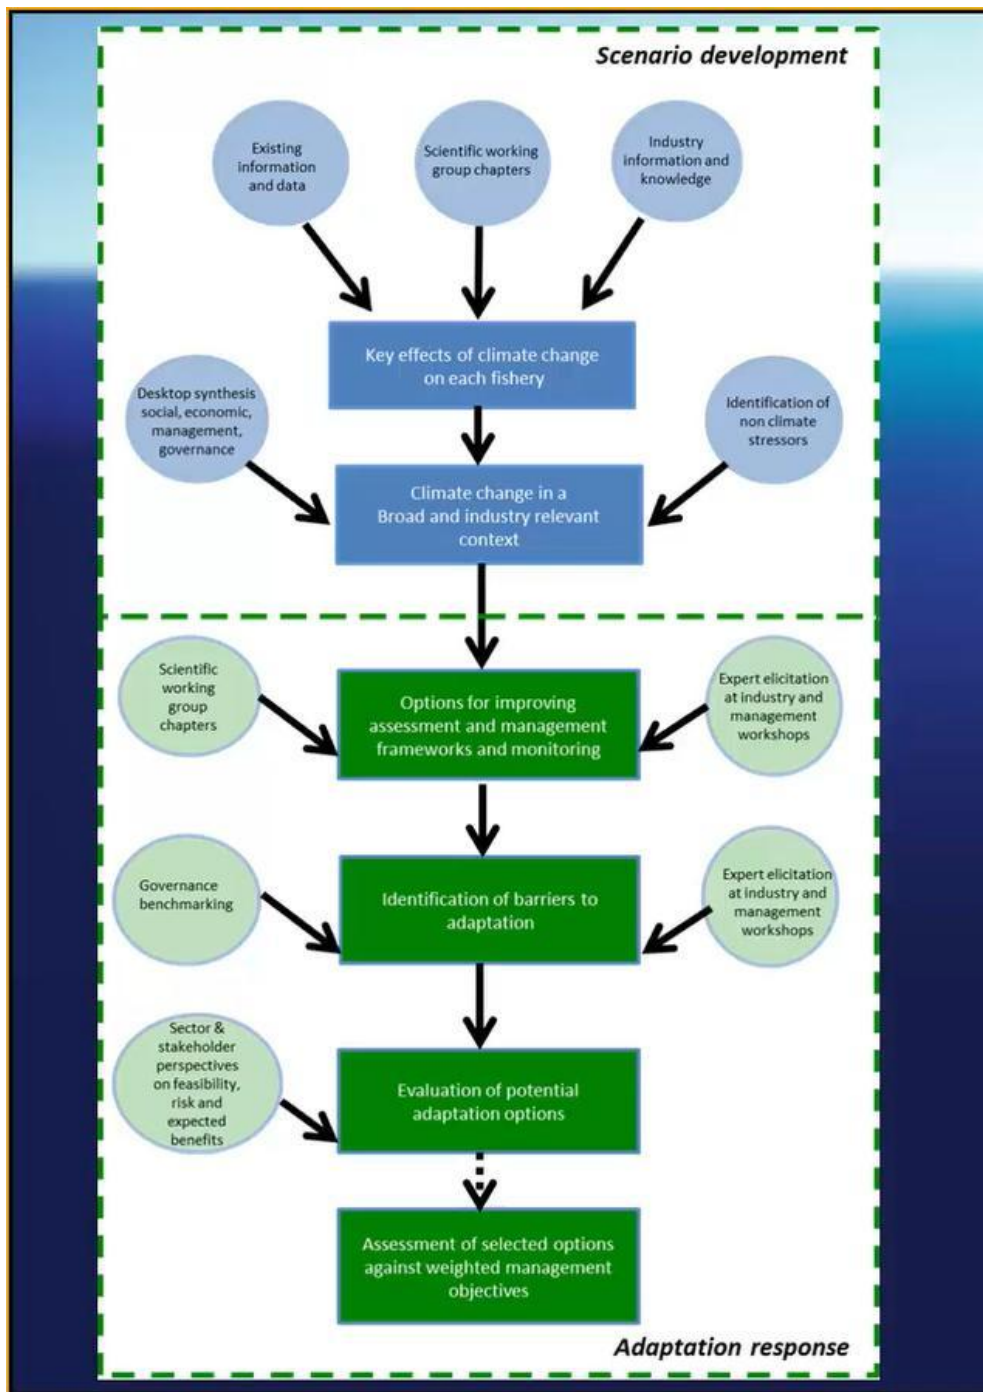 Scenario development
Existing
information
and data
Scientific working
group chapters
Industry
information and
knowledge
Key effects of climate change
on each fishery
Desktop synthesis
social, economic,
management,
governance
Identification of
non climate
stressors
Climate change in a
Broad and industry relevant
context
Scientific
working
group
chapters
Options for improving
assessment and management
frameworks and monitoring
Expert elicitation
at industry and
management
workshops
Governance
benchmarking
Identification of barriers to
adaptation
Expert elicitation
at industry and
management
workshops
Sector &
stakeholder
perspectives
on feasibility,
risk and
expected
benefits
Evaluation of potential
adaptation options
Assessment of selected options
against weighted management
objectives
Adaptation response